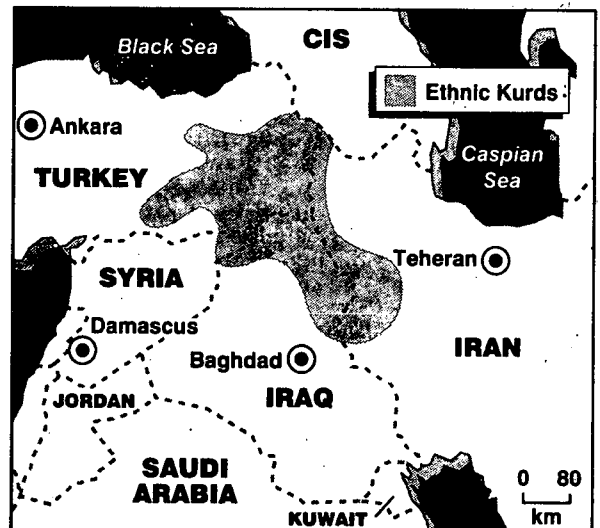 Black Sea
CIS
Ethnic Kurds
Ankara
Caspian
Sea
TURKEY
Teheran
SYRIA
Damascus
Baghdad
IRAN
JORDAN
IRAQ
SAUDI
ARABIA
0 80
km
KUWAIT